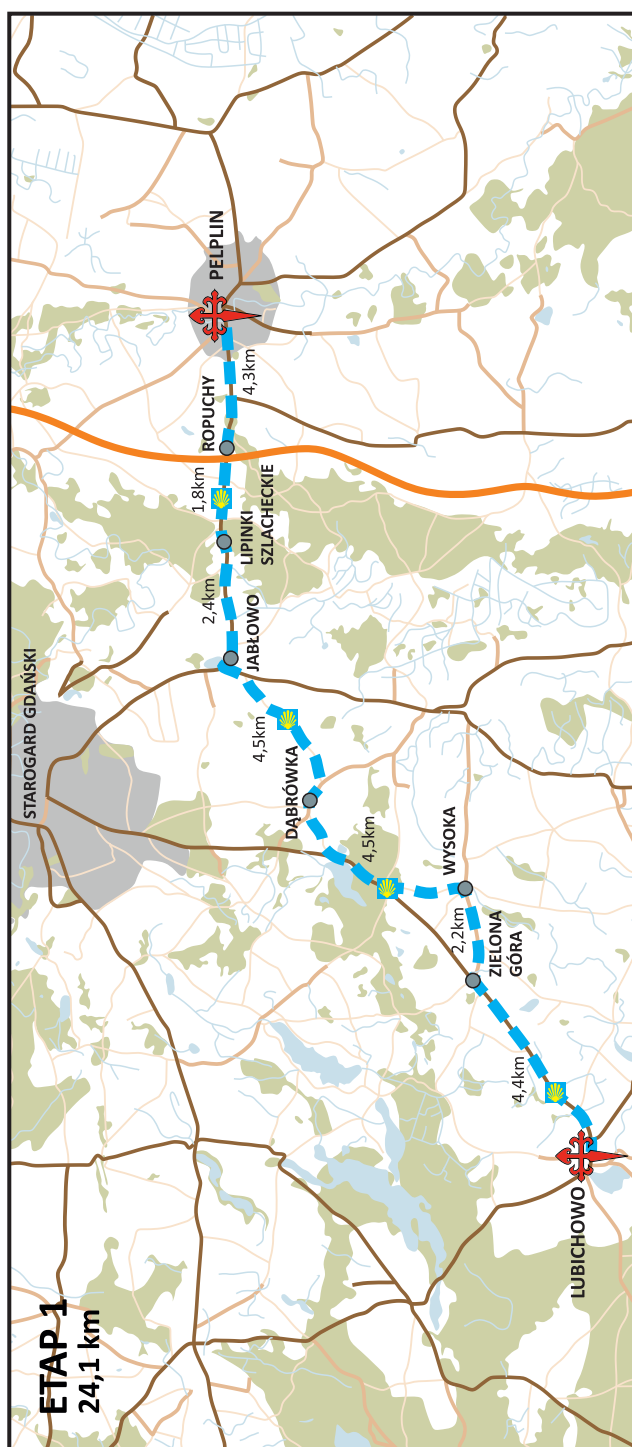 ETAP 1
24,1 km
STAROGARD GDAŃSKI
LUBICHOWO
4,4km
ZIELONA
GÓRA
2,2km
WYSOKA
4,5km
DĄBRÓWKA
4,5km
JABŁOWO
2,4km
LIPINKI
SZLACHECKIE
1,8km
ROPUCHY
4,3km
PELPLIN